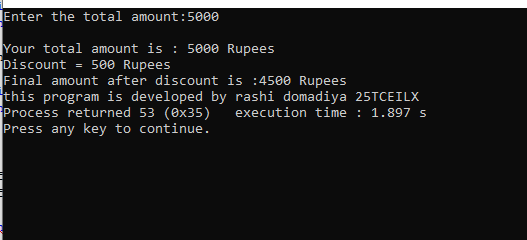 Enter the total amount:5000
Your total amount is : 5000 Rupees
Discount = 500 Rupees
Final amount after discount is :4500 Rupees
this program is developed by rashi domadiya 25TCEILX
Process returned 53 (0x35)   execution time : 1.897 s
Press any key to continue.